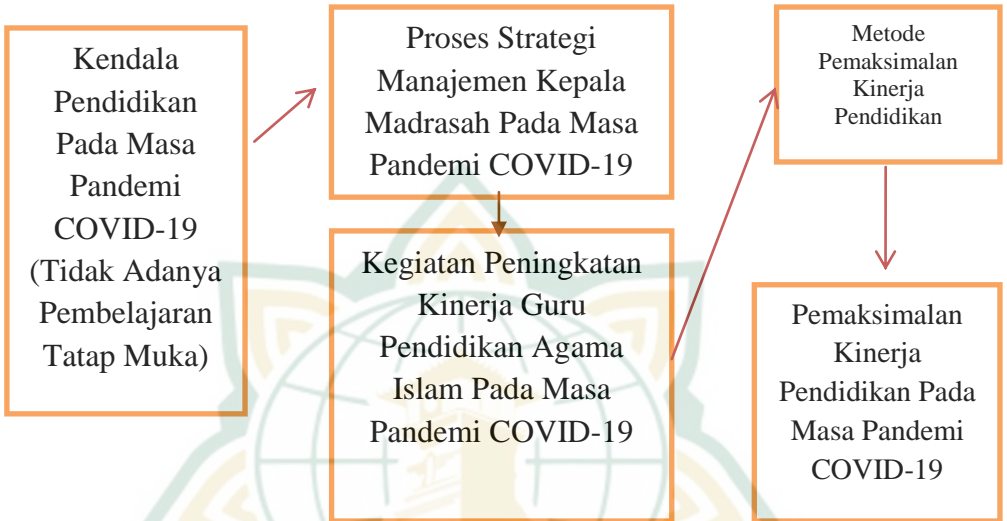 Kendala
Pendidikan
Pada Masa
Pandemi
COVID-19
(Tidak Adanya
Pembelajaran
Tatap Muka)
Proses Strategi
Manajemen Kepala
Madrasah Pada Masa
Pandemi COVID-19
Kegiatan Peningkatan
Kinerja Guru
Pendidikan Agama
Islam Pada Masa
Pandemi COVID-19
Metode
Pemaksimalan
Kinerja
Pendidikan
Pemaksimalan
Kinerja
Pendidikan Pada
Masa Pandemi
COVID-19